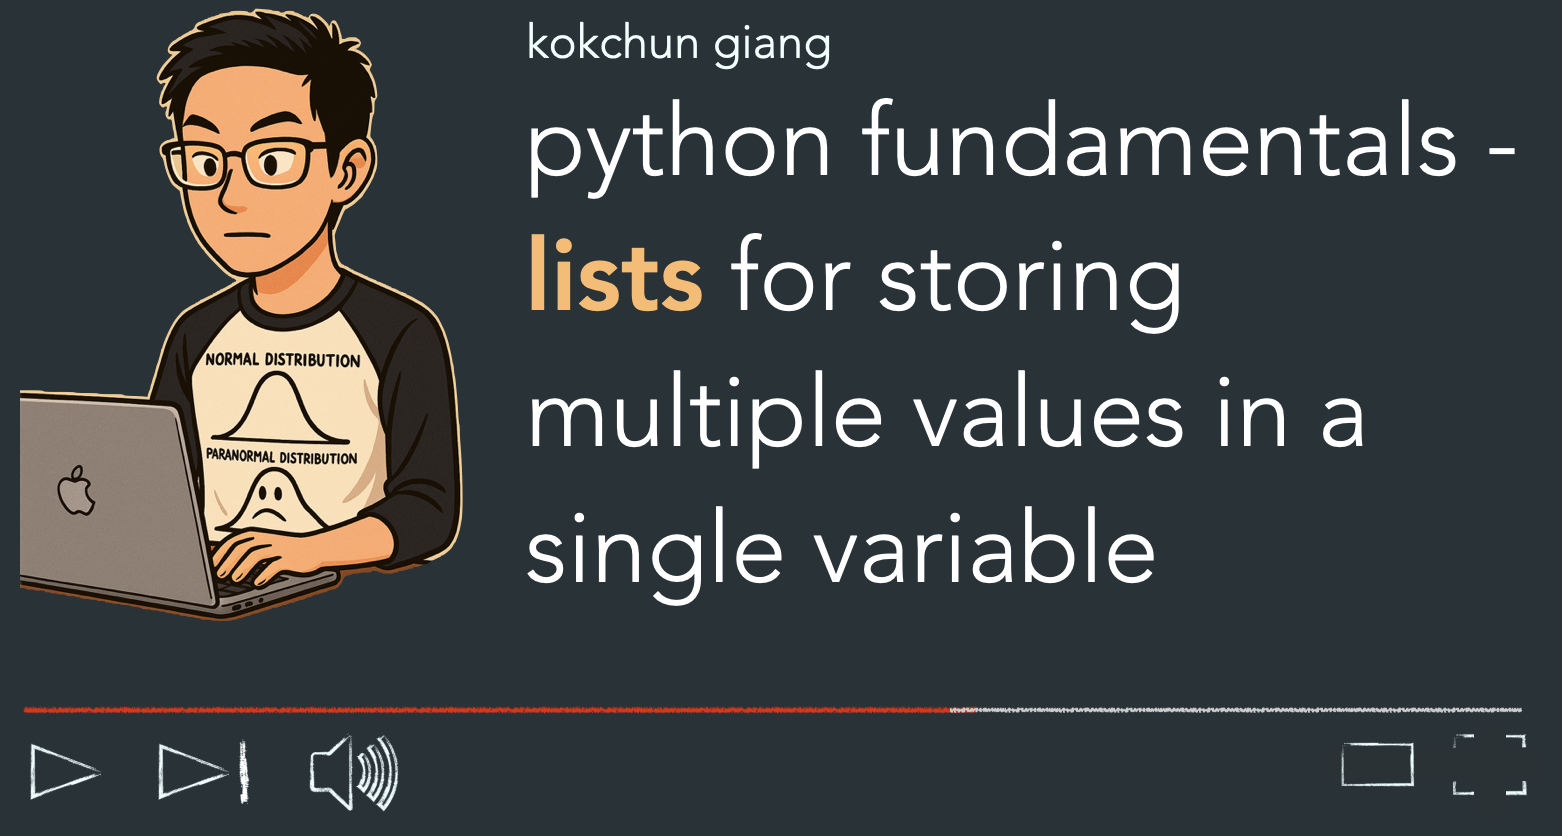 kokchun giang
python fundamentals -
lists for storing
multiple values in a
single variable
NORMAL DISTRIBUTION
PARANORMAL DISTRIBUTION